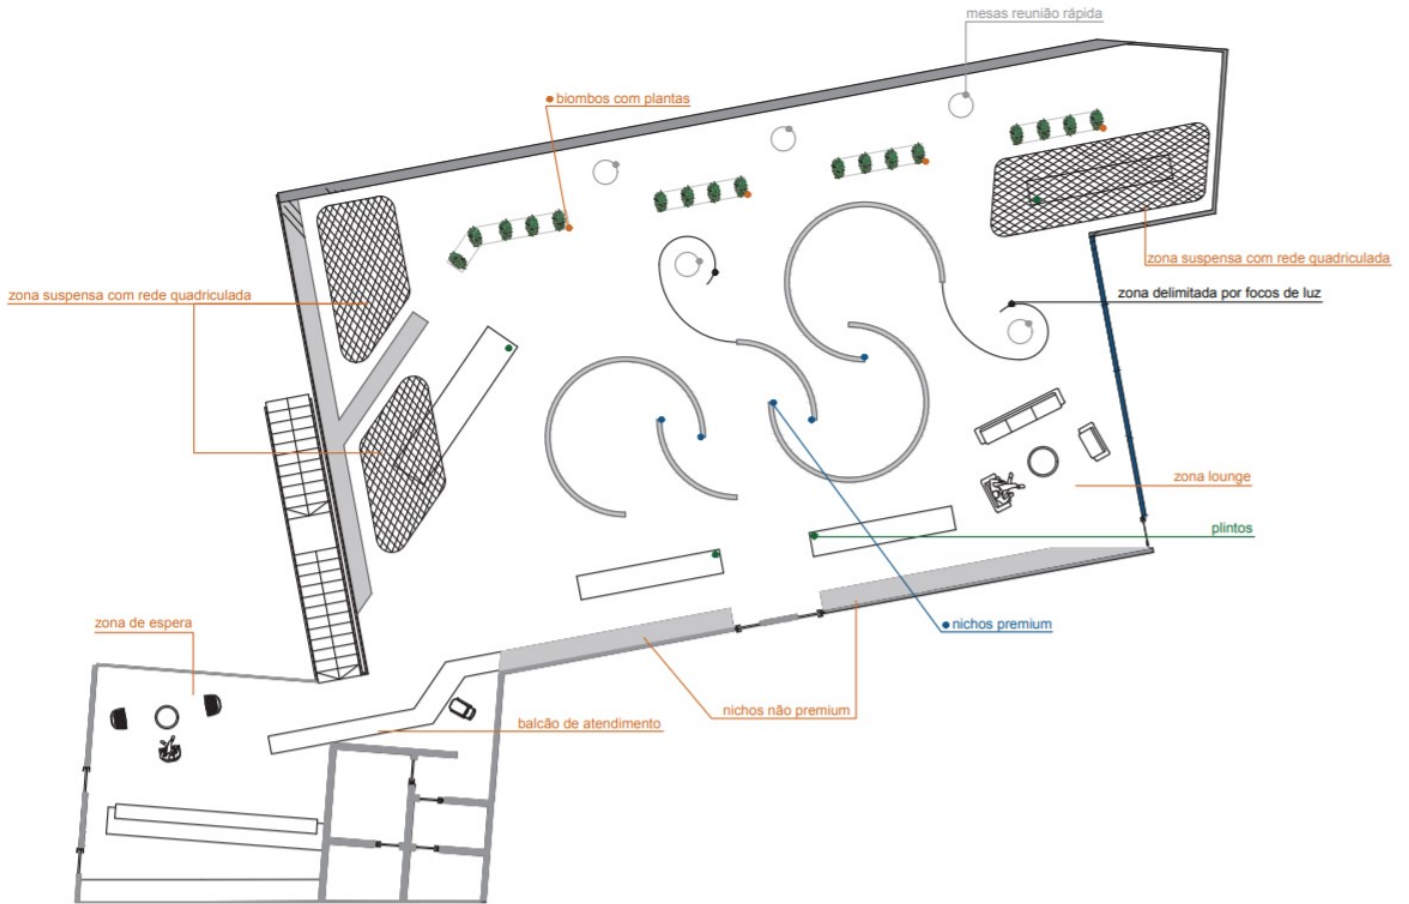 mesas reunião rápida
biombos com plantas
zona suspensa com rede quadriculada
zona suspensa com rede quadriculada
zona delimitada por focos de luz
zona lounge
plintos
nichos premium
zona de espera
nichos não premium
balcão de atendimento